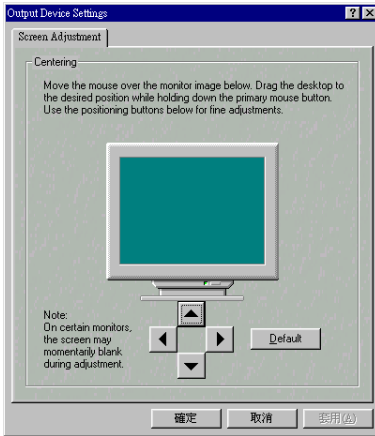 Output Device Settings
Screen Adjustment
Centering
Move the mouse over the monitor image below. Drag the desktop to
the desired position while holding down the primary mouse button.
Use the positioning buttons below for fine adjustments.
Note:
On certain monitors,
the screen may
momentarily blank
during adjustment.
Default
確定 取消 套用(A)